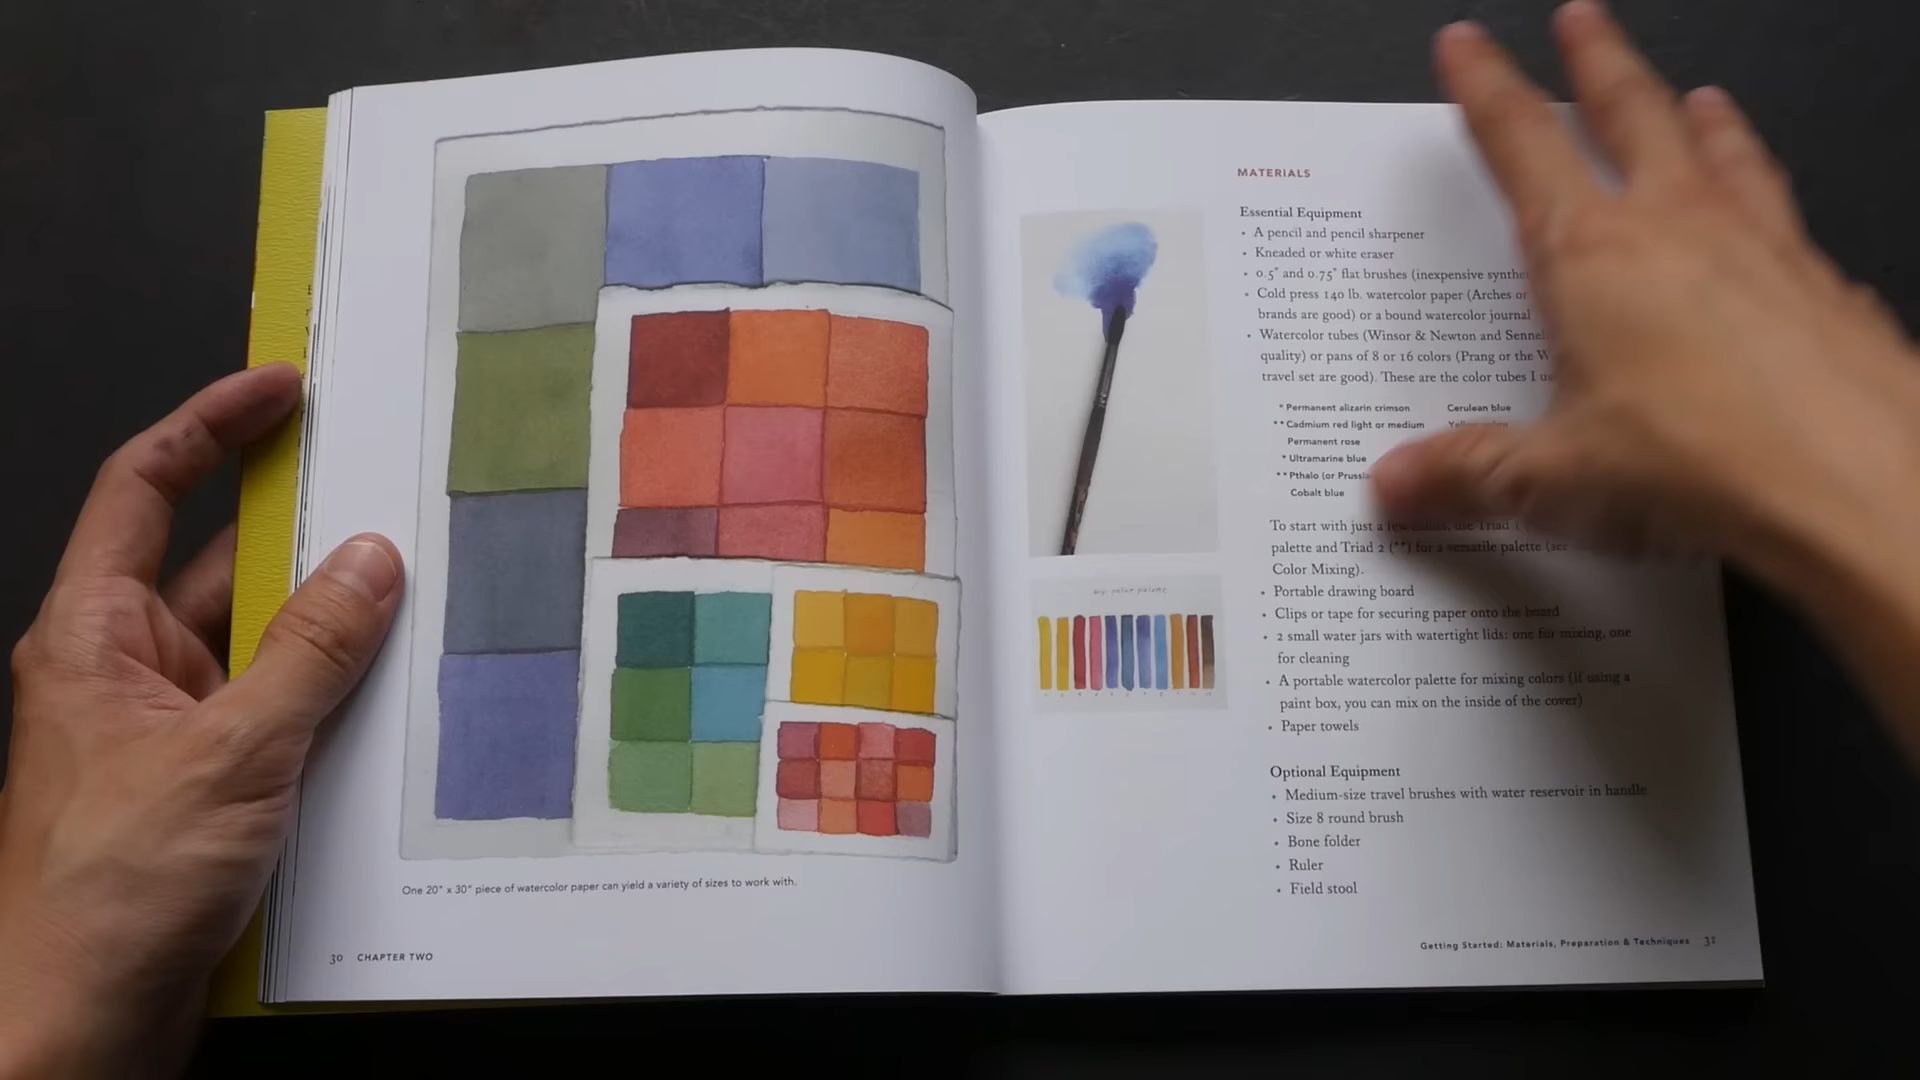 One 20" x 30" piece of watercolor paper can yield a variety of sizes to work with.
30 CHAPTER TWO
MATERIALS
Essential Equipment
• A pencil and pencil sharpener
• Kneaded or white eraser
• 0.5" and 0.75" flat brushes (inexpensive
• Cold press 140 lb. watercolor paper (Arches or
brands are good) or a bound watercolor journal
• Watercolor tubes (Winsor & Newton and
quality) or pans of 8 or 16 colors (Prang or the
travel set are good). These are the color tubes I
* Permanent alizarin crimson Cerulean blue
** Cadmium red light or medium
Permanent rose
* Ultramarine blue
** Pthalo (or
Cobalt blue
To start with just a few use Triad 1
palette and Triad 2 (**) for a versatile palette (see
Color Mixing).
• Portable drawing board
• Clips or tape for securing paper onto the board
• 2 small water jars with watertight lids: one for mixing, one
for cleaning
• A portable watercolor palette for mixing colors (if using a
paint box, you can mix on the inside of the cover)
• Paper towels
my paint palette
Optional Equipment
• Medium-size travel brushes with water reservoir in handle
• Size 8 round brush
• Bone folder
• Ruler
• Field stool
Getting Started: Materials, Preparation & Techniques 31